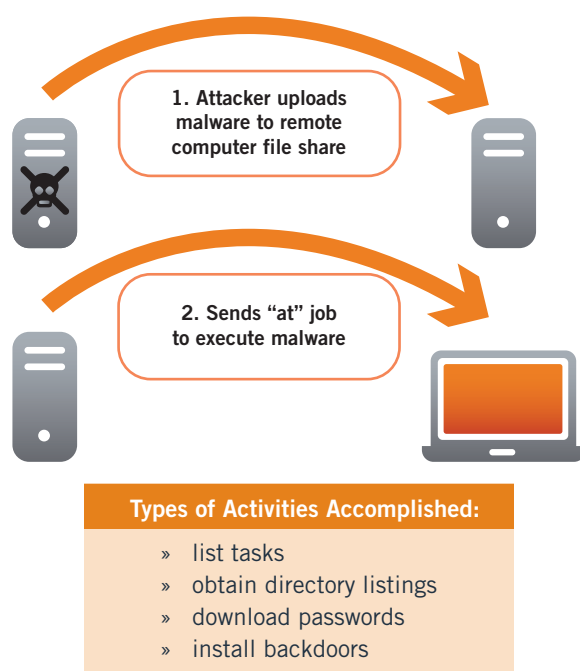 1. Attacker uploads
malware to remote
computer file share
2. Sends “at” job
to execute malware
Types of Activities Accomplished:
» list tasks
» obtain directory listings
» download passwords
» install backdoors